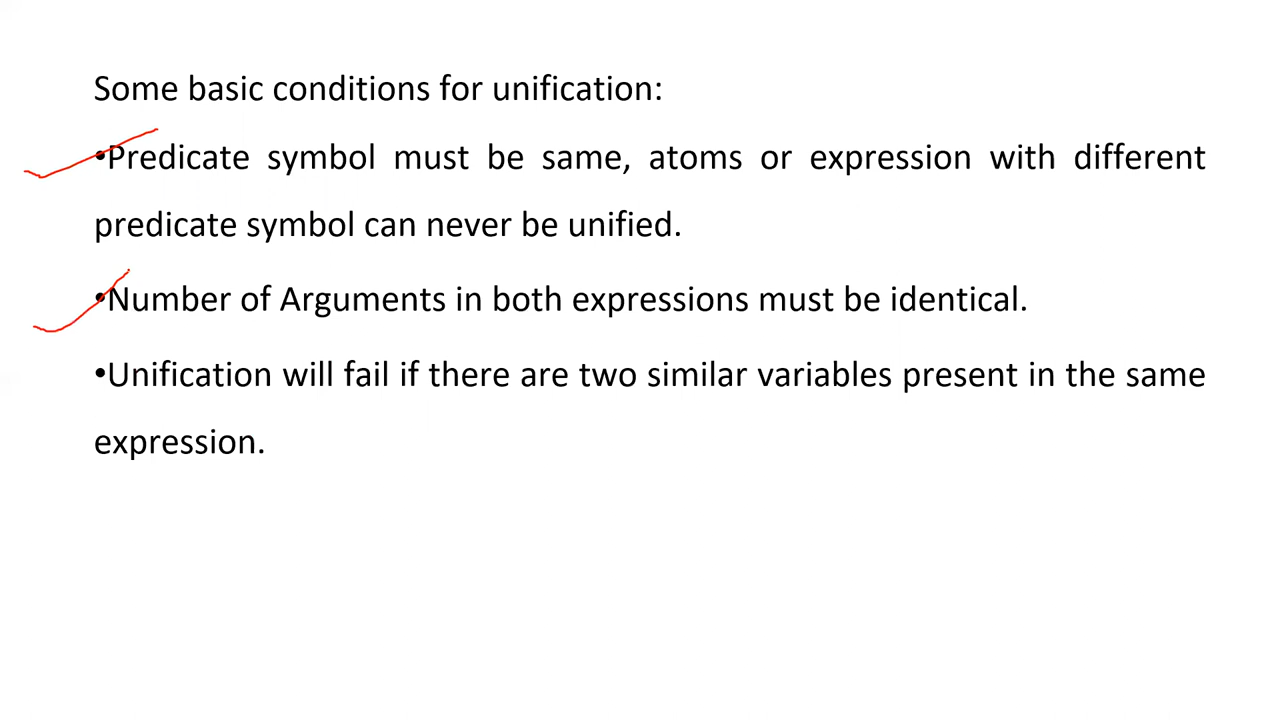 Some basic conditions for unification:
•Predicate symbol must be same, atoms or expression with different
predicate symbol can never be unified.
•Number of Arguments in both expressions must be identical.
•Unification will fail if there are two similar variables present in the same
expression.